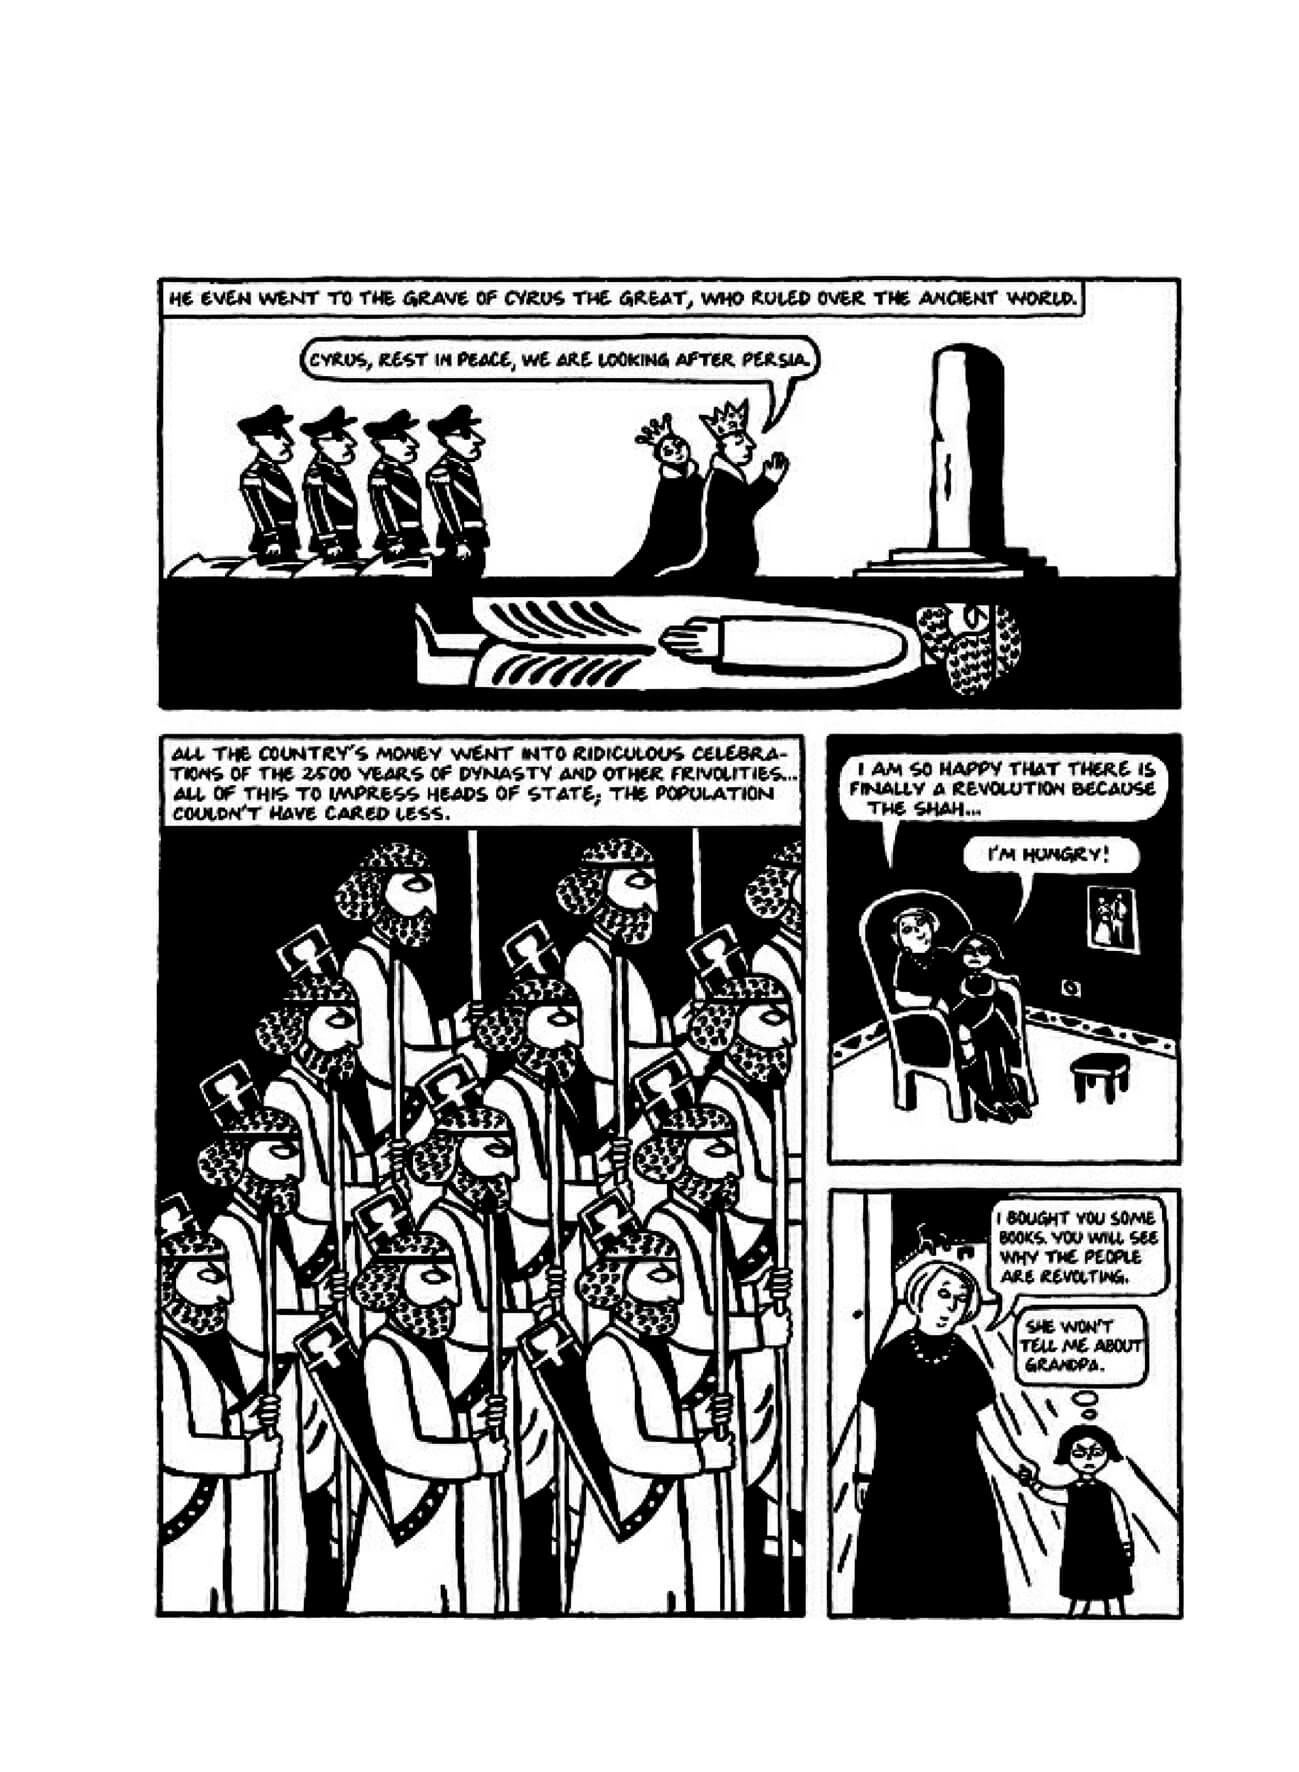 HE EVEN WENT TO THE GRAVE OF CYRUS THE GREAT, WHO RULED OVER THE ANCIENT WORLD.
CYRUS, REST IN PEACE, WE ARE LOOKING AFTER PERSIA.
ALL THE COUNTRY'S MONEY WENT INTO RIDICULOUS CELEBRA-
TIONS OF THE 2500 YEARS OF DYNASTY AND OTHER FRIVOLITIES...
ALL OF THIS TO IMPRESS HEADS OF STATE; THE POPULATION
COULDN'T HAVE CARED LESS.
I AM SO HAPPY THAT THERE IS
FINALLY A REVOLUTION BECAUSE
THE SHAH...
I'M HUNGRY!
I BOUGHT YOU SOME
BOOKS. YOU WILL SEE
WHY THE PEOPLE
ARE REVOLTING.
SHE WON'T
TELL ME ABOUT
GRANDPA.